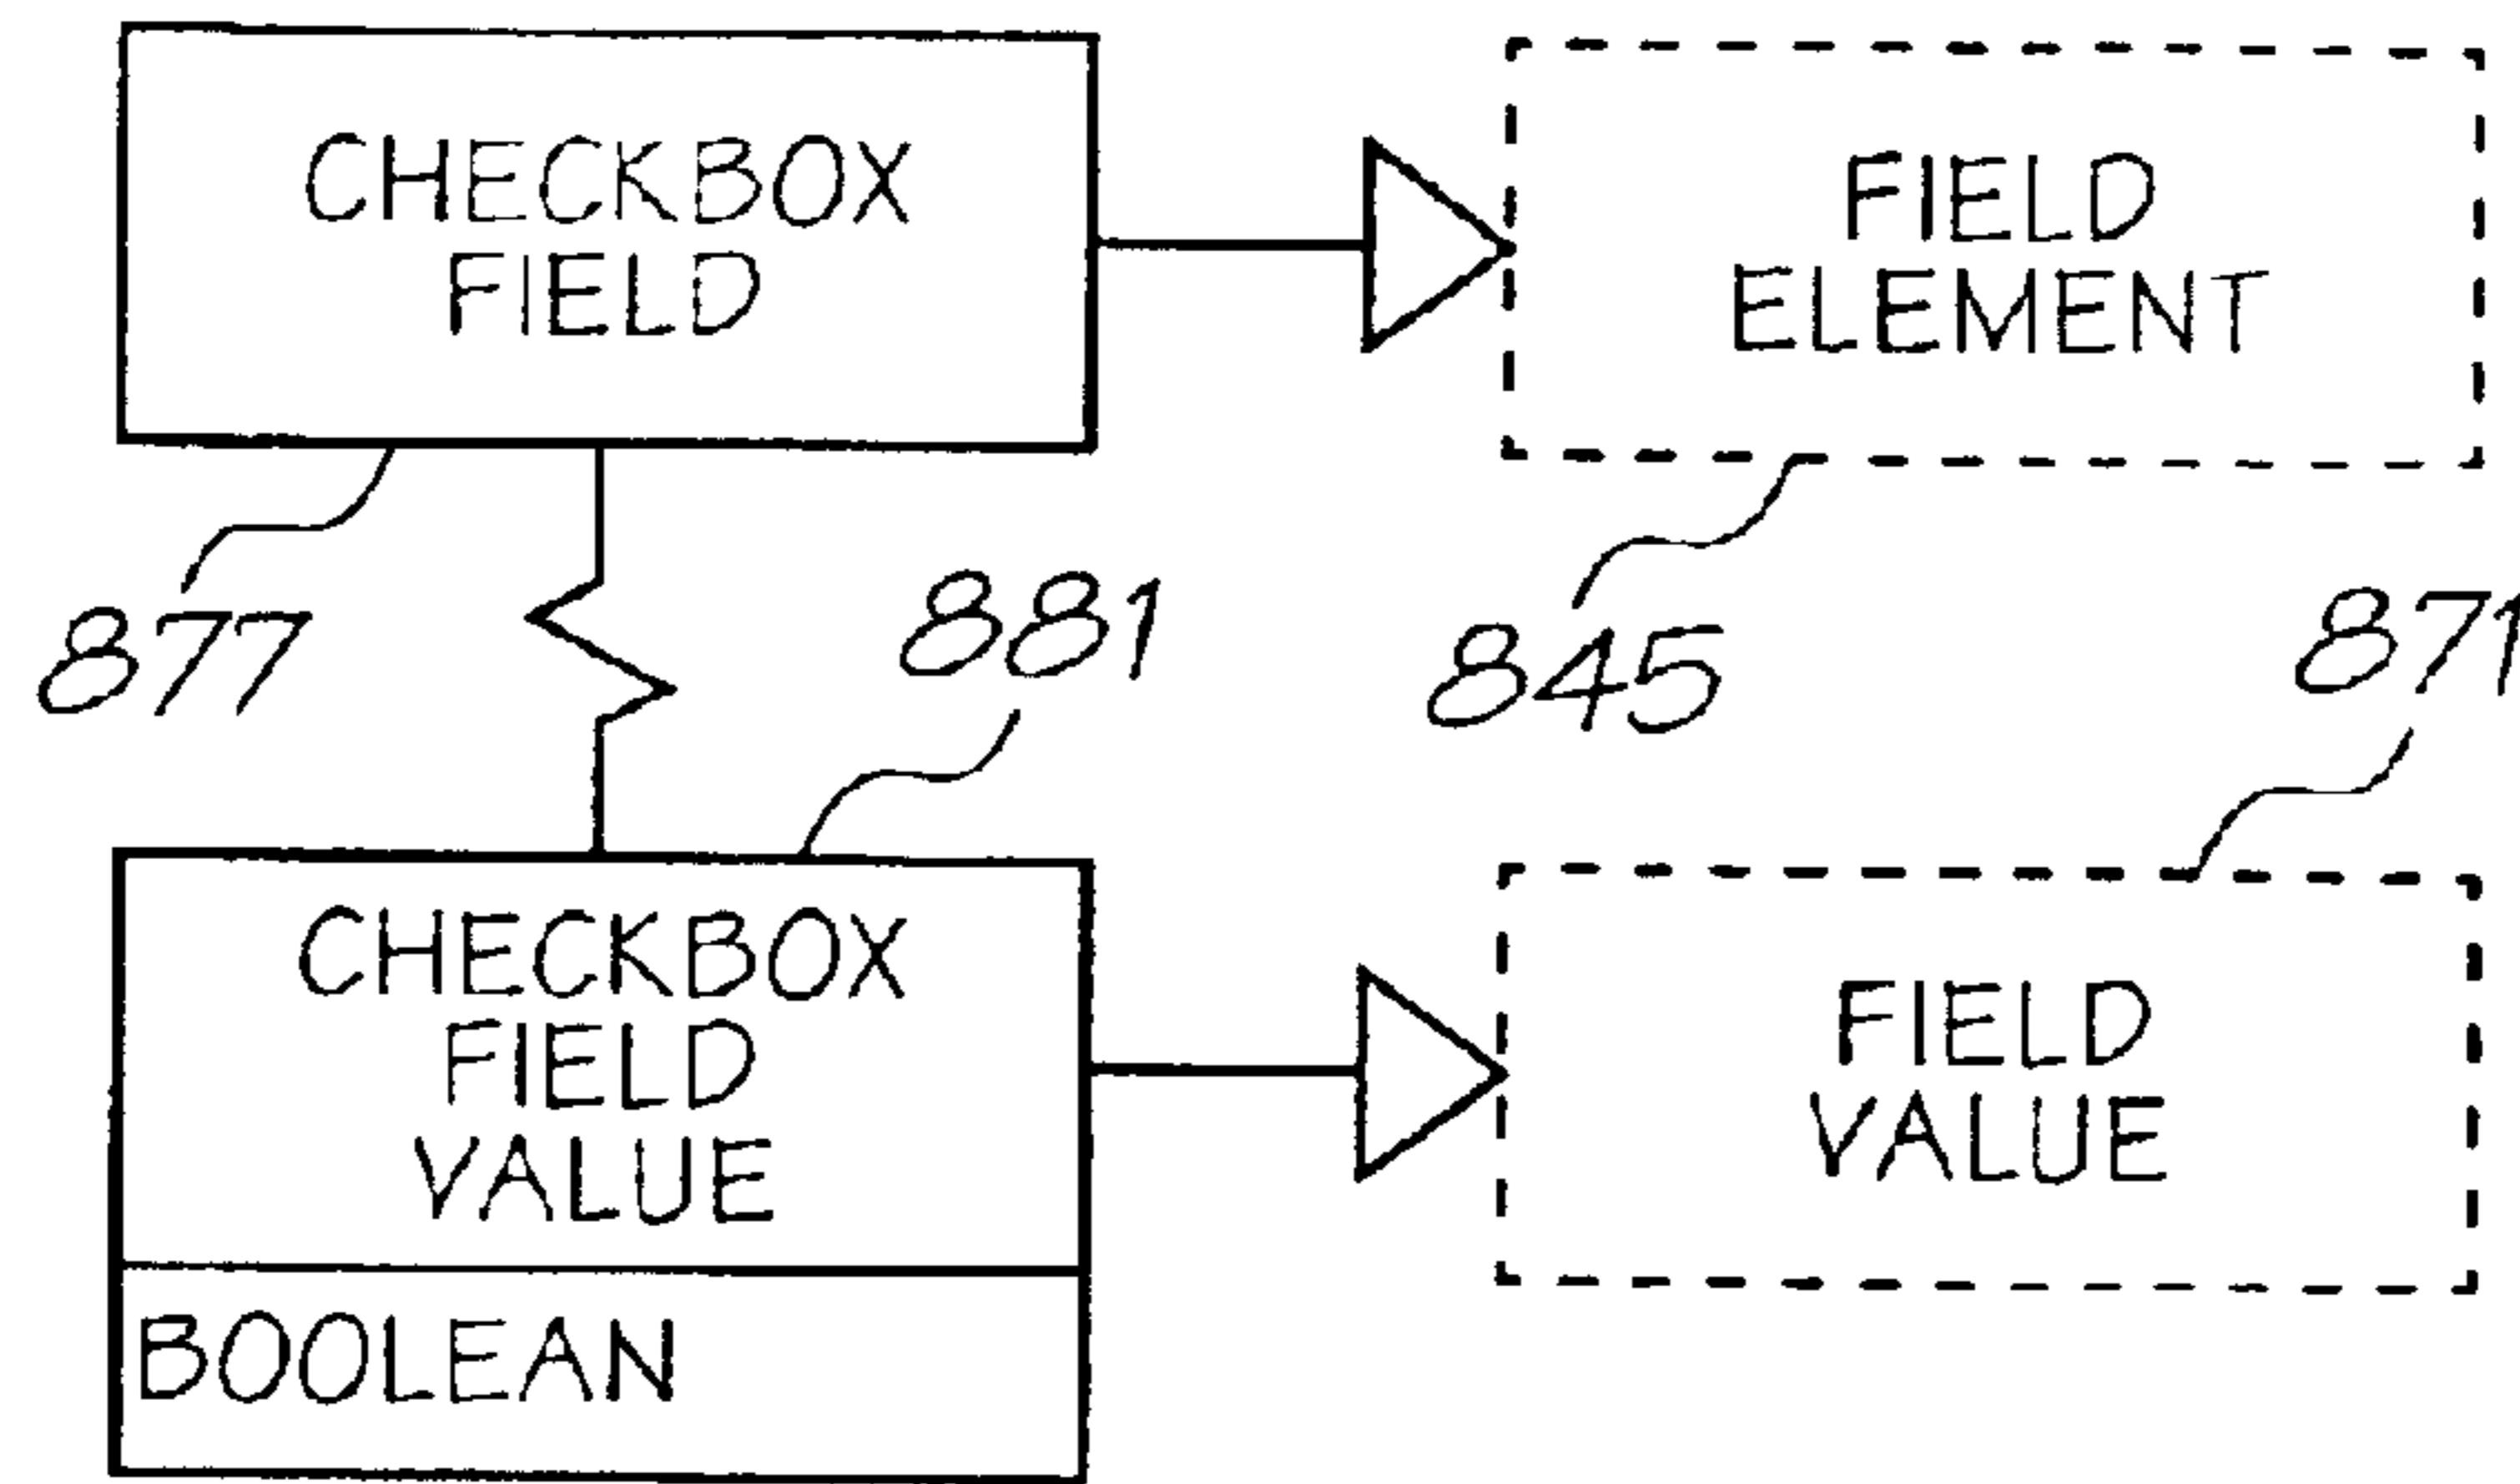 CHECKBOX
FIELD
FIELD
ELEMENT
877
881
845
871
CHECKBOX
FIELD
VALUE
FIELD
VALUE
BOOLEAN